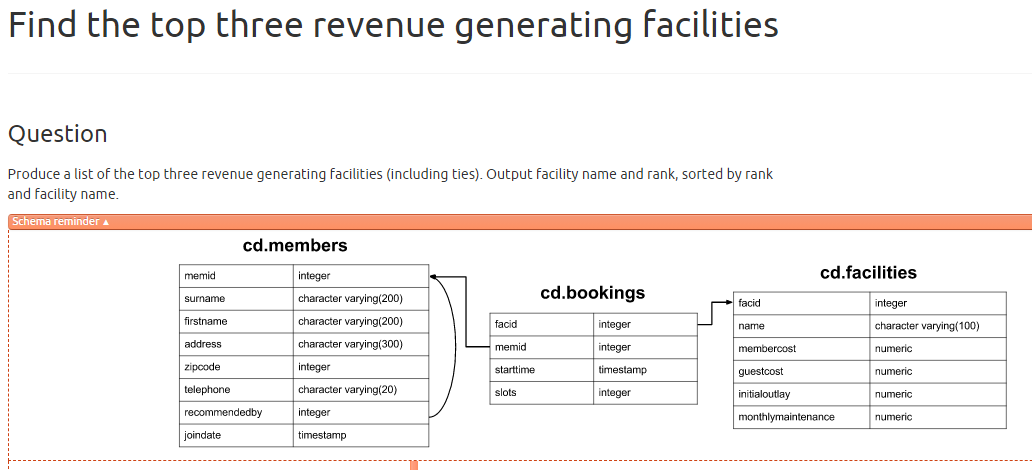 Find the top three revenue generating facilities
Question
Produce a list of the top three revenue generating facilities (including ties). Output facility name and rank, sorted by rank
and facility name.
Schema reminder ▲
cd.members
memid integer
surname character varying(200)
firstname character varying(200)
address character varying(300)
zipcode integer
telephone character varying(20)
recommendedby integer
joindate timestamp
cd.bookings
facid integer
memid integer
starttime timestamp
slots integer
cd.facilities
facid integer
name character varying(100)
membercost numeric
guestcost numeric
initialoutlay numeric
monthlymaintenance numeric